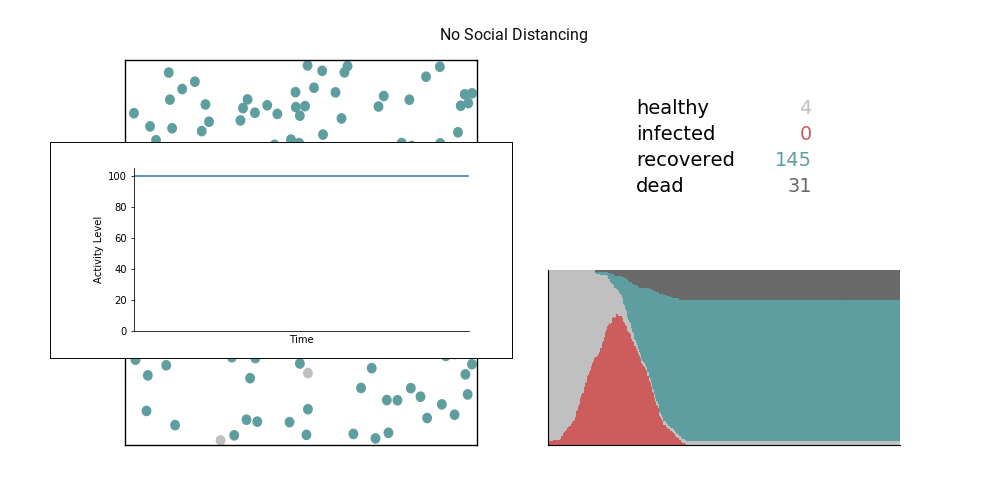 No Social Distancing
healthy 4
infected 0
recovered 145
dead 31
100
80
60
40
20
0
Activity Level
Time